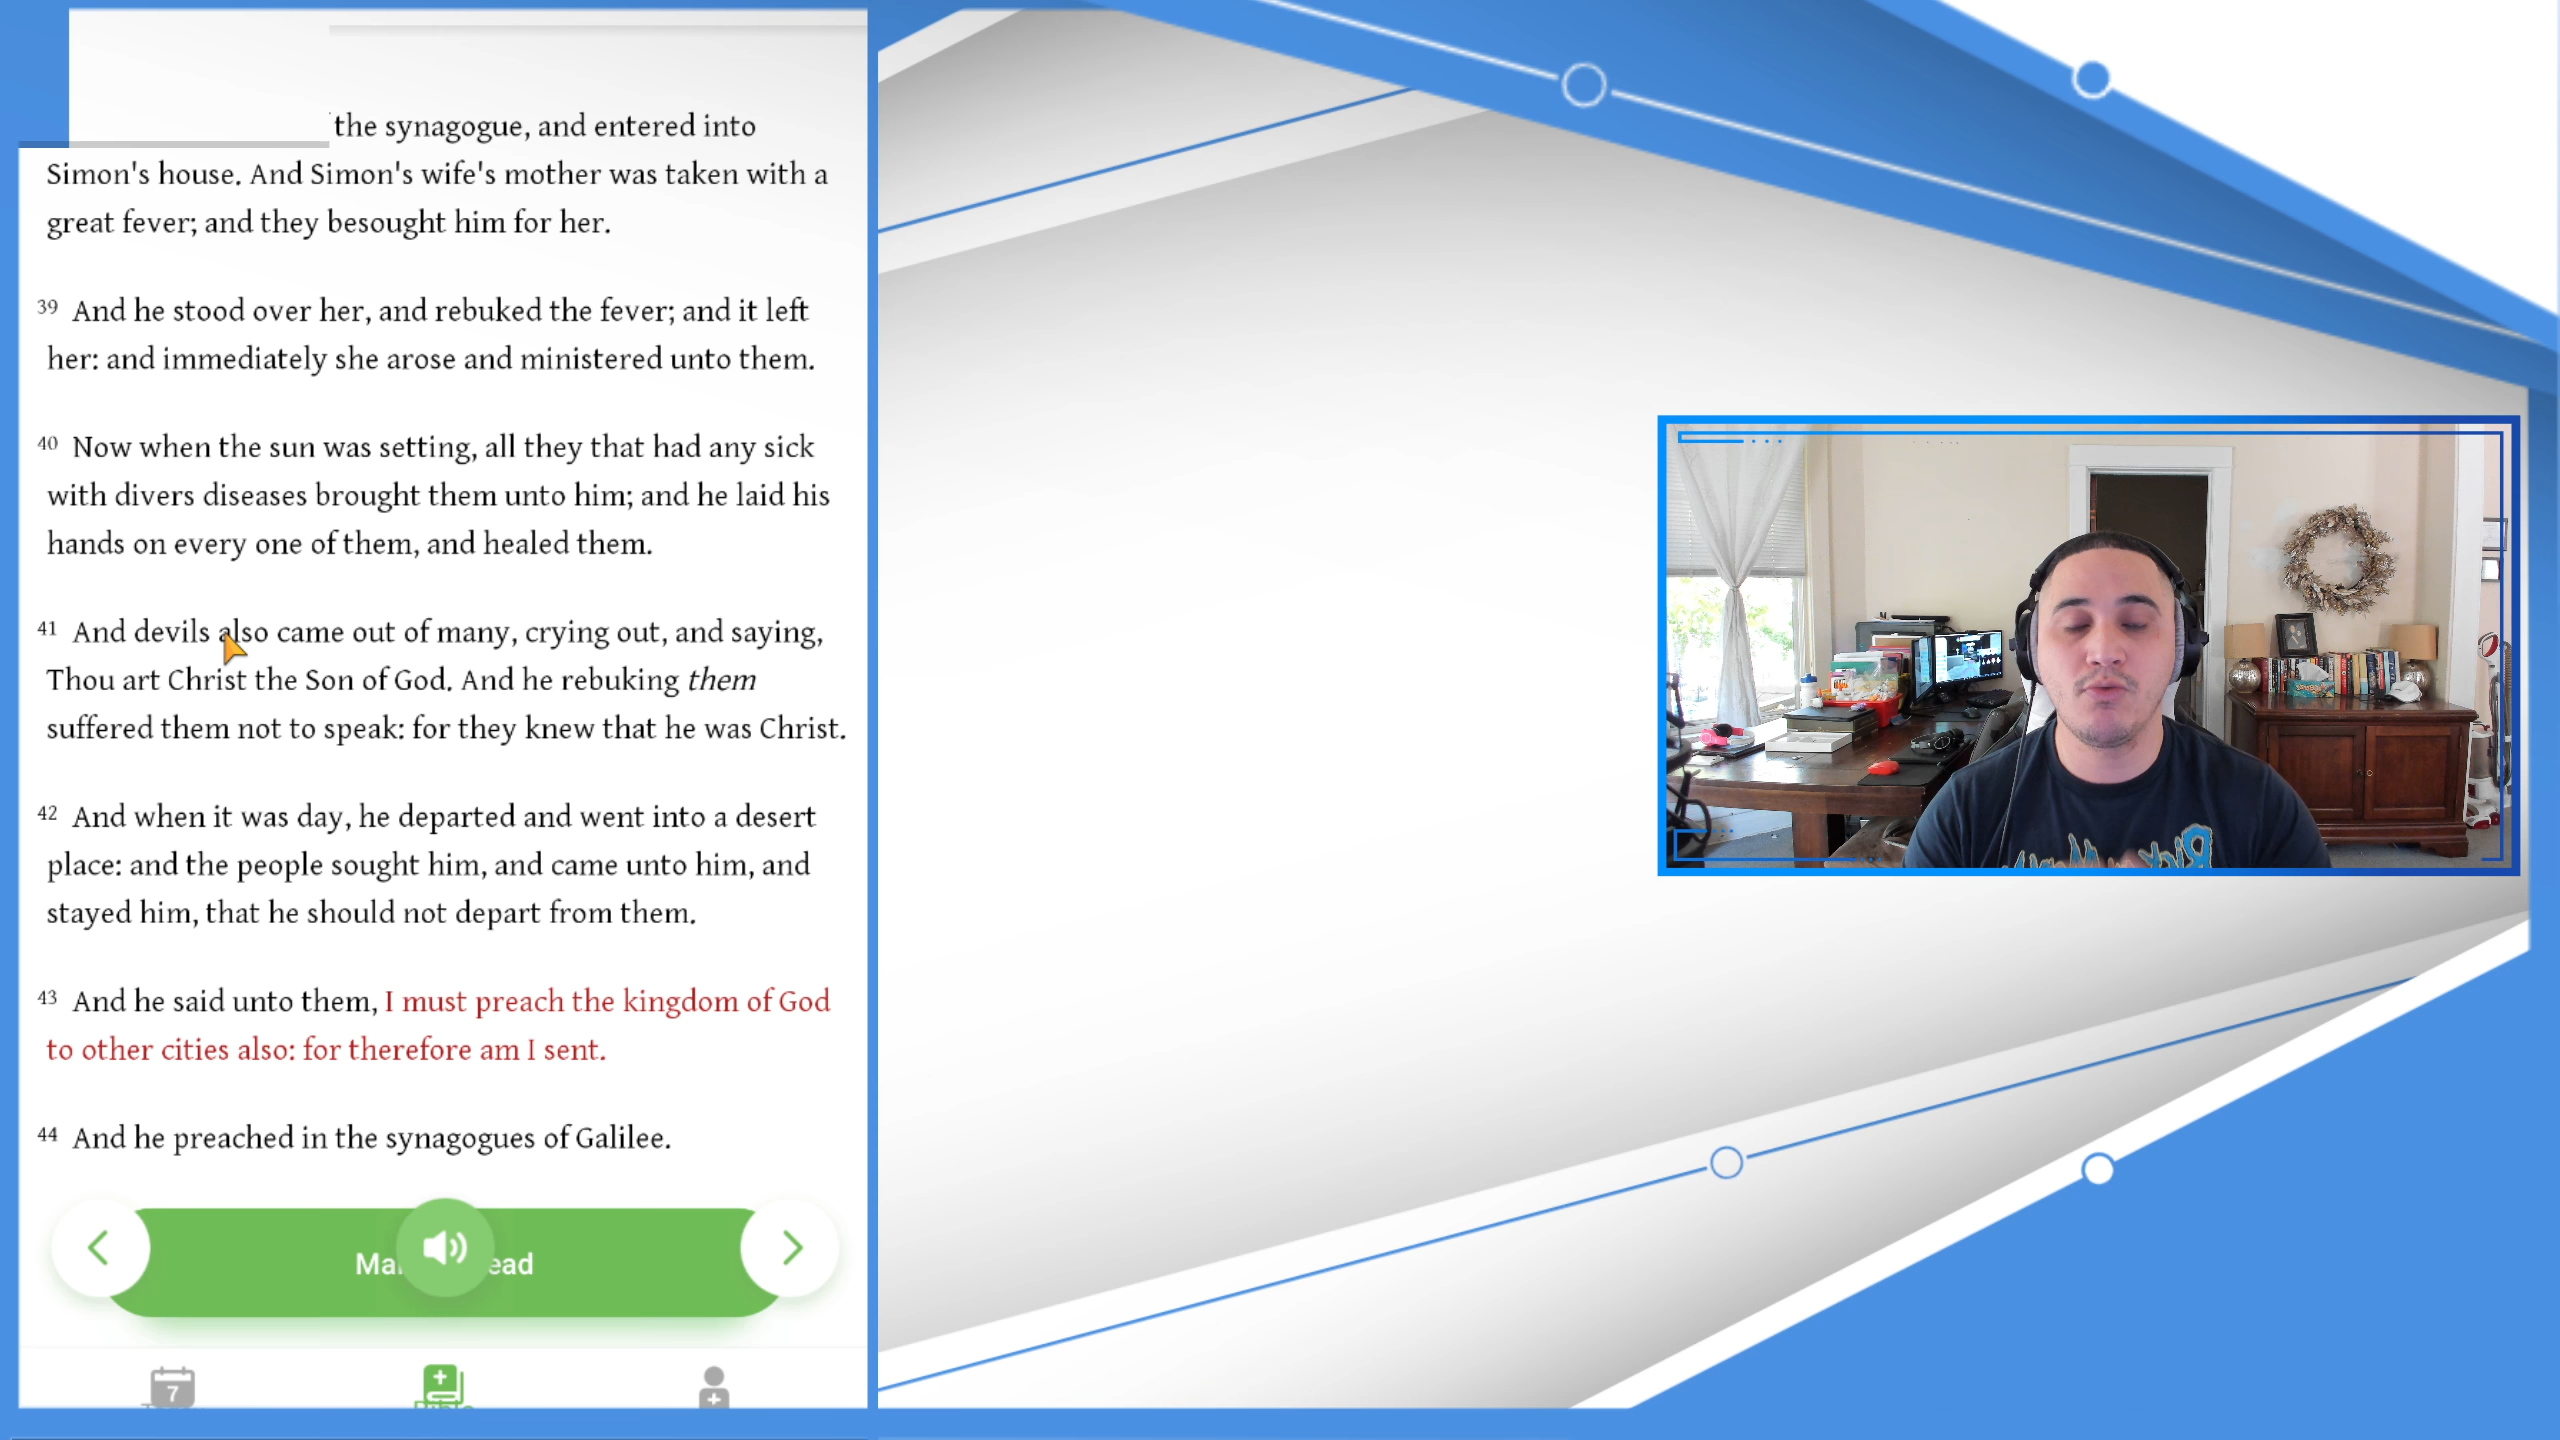 the synagogue, and entered into
Simon's house. And Simon's wife's mother was taken with a
great fever; and they besought him for her.
39 And he stood over her, and rebuked the fever; and it left
her: and immediately she arose and ministered unto them.
40 Now when the sun was setting, all they that had any sick
with divers diseases brought them unto him; and he laid his
hands on every one of them, and healed them.
41 And devils also came out of many, crying out, and saying,
Thou art Christ the Son of God. And he rebuking them
suffered them not to speak: for they knew that he was Christ.
42 And when it was day, he departed and went into a desert
place: and the people sought him, and came unto him, and
stayed him, that he should not depart from them.
43 And he said unto them, I must preach the kingdom of God
to other cities also: for therefore am I sent.
44 And he preached in the synagogues of Galilee.
7